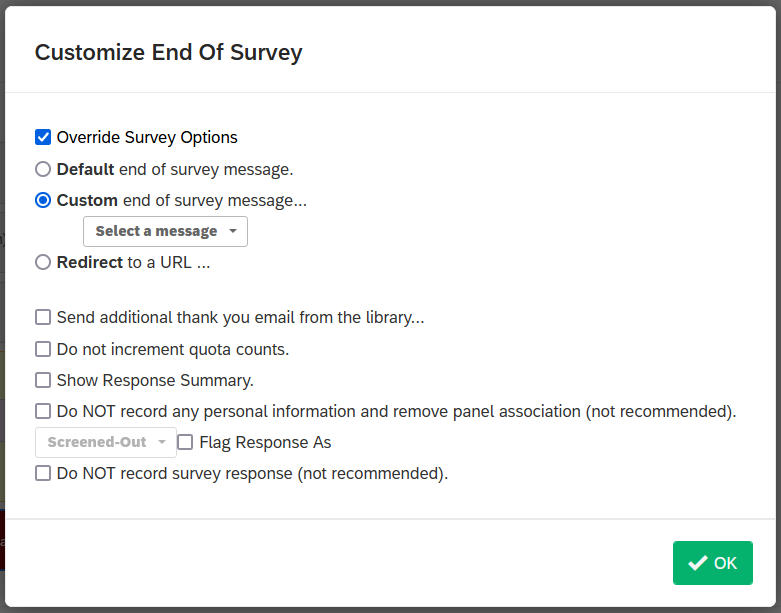 Customize End Of Survey
Override Survey Options
Default end of survey message.
Custom end of survey message...
Select a message
Redirect to a URL ...
Send additional thank you email from the library...
Do not increment quota counts.
Show Response Summary.
Do NOT record any personal information and remove panel association (not recommended).
Screened-Out Flag Response As
Do NOT record survey response (not recommended).
OK